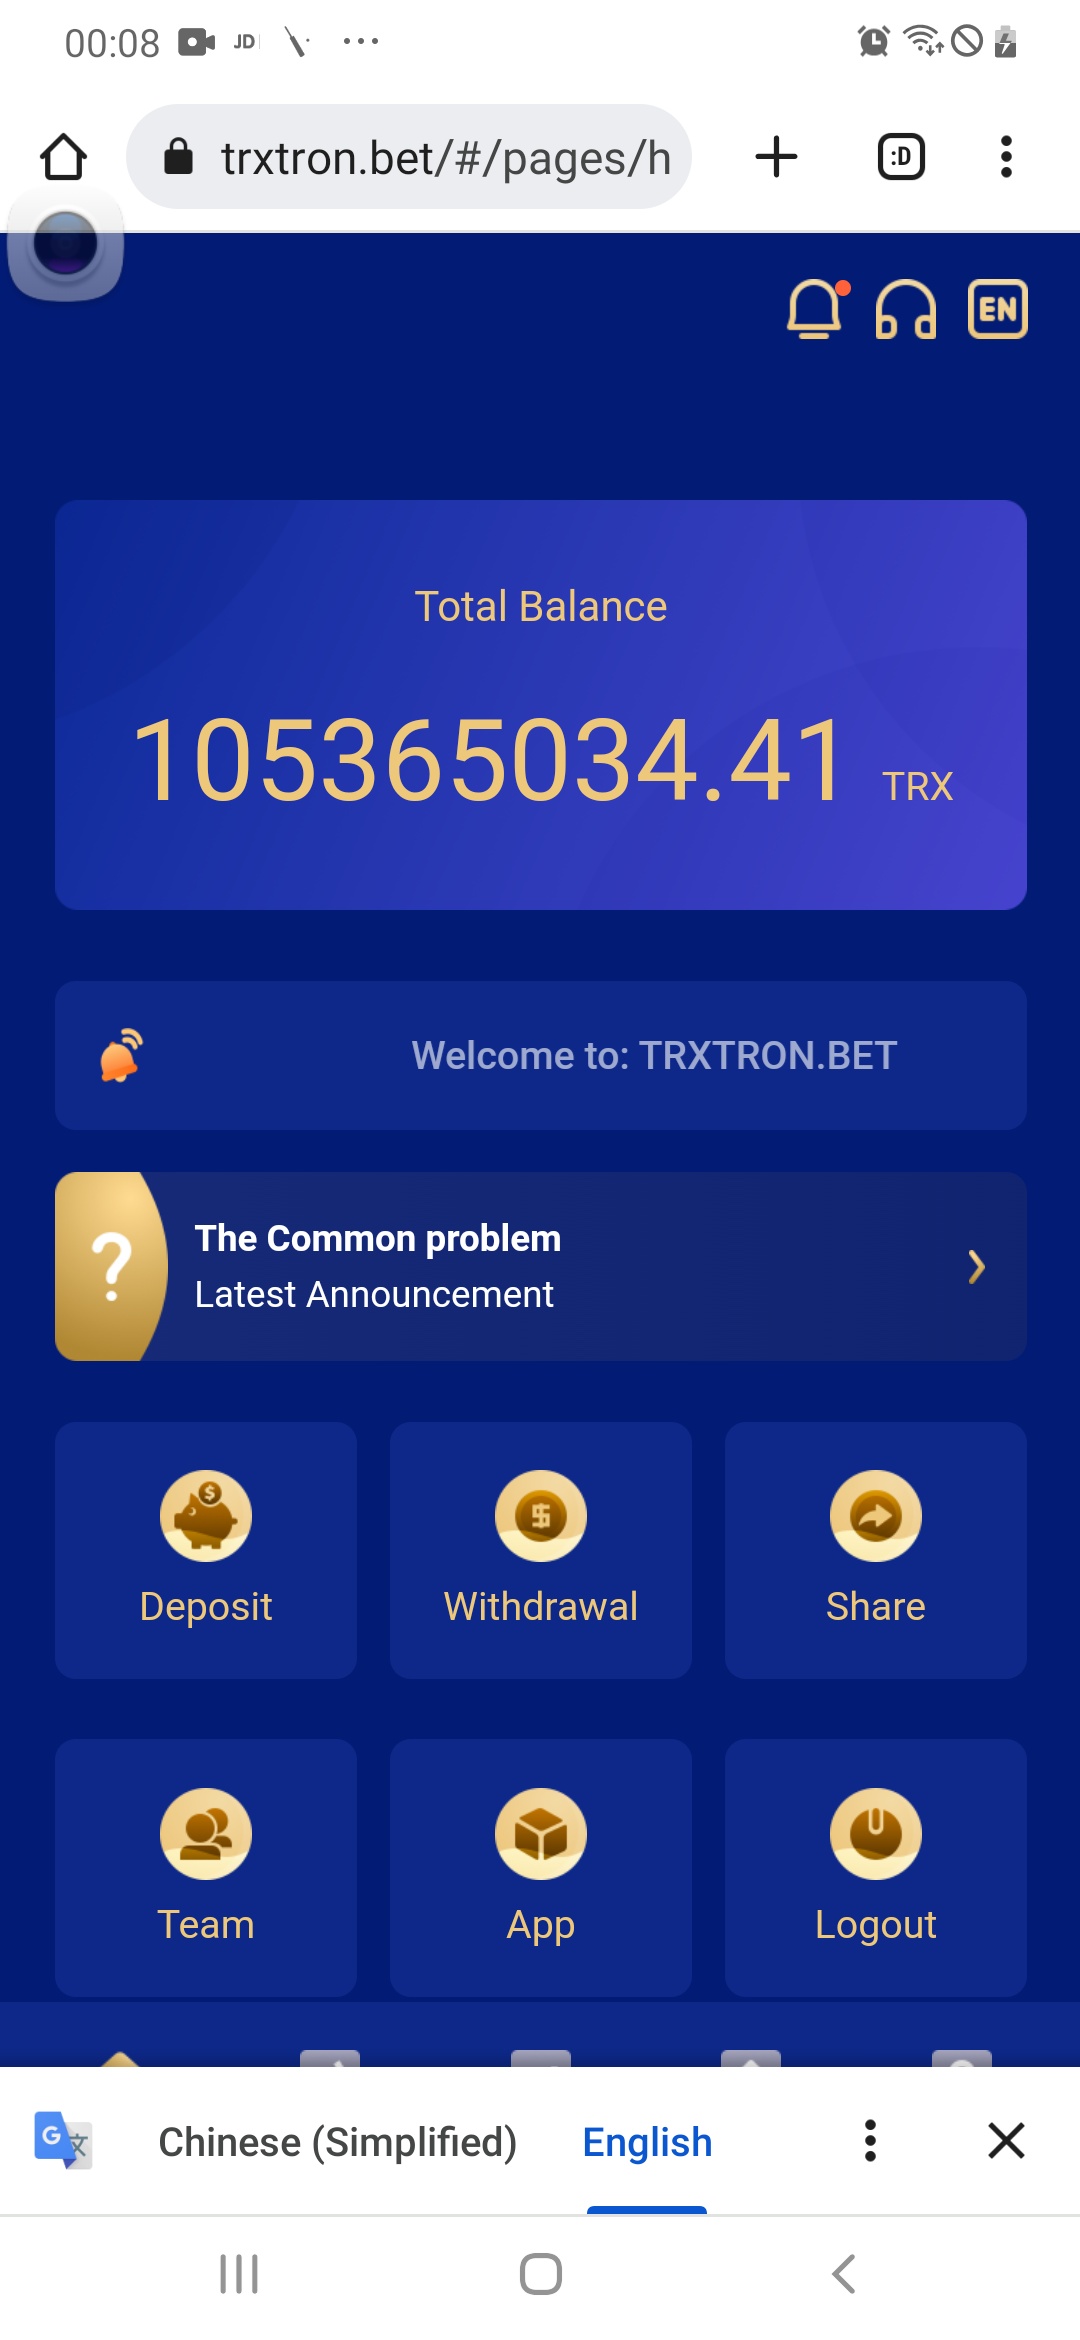 00:08 JD
trxtron.bet/#/pages/h
:D
EN
Total Balance
105365034.41 TRX
Welcome to: TRXTRON.BET
?
The Common problem
Latest Announcement
Deposit
Withdrawal
Share
Team
App
Logout
Chinese (Simplified) English